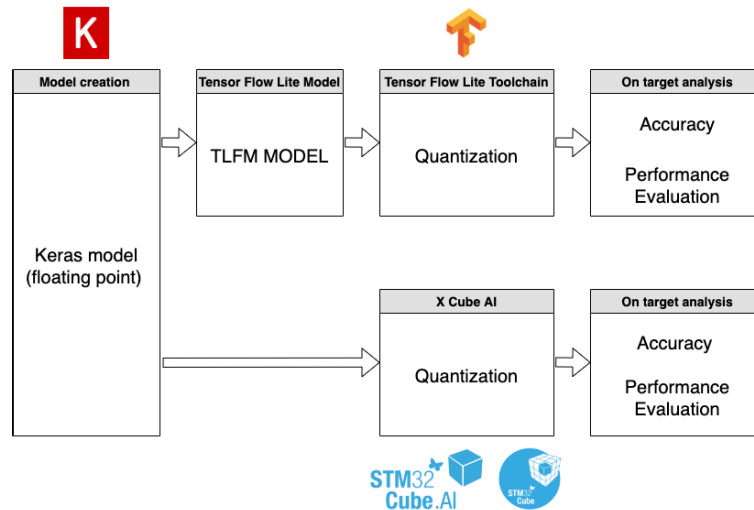 K
Model creation
Tensor Flow Lite Model
Tensor Flow Lite Toolchain
On target analysis
Keras model
(floating point)
TLFM MODEL
Quantization
Accuracy
Performance
Evaluation
X Cube AI
On target analysis
Quantization
Accuracy
Performance
Evaluation
STM32
Cube.AI
STM32
Cube